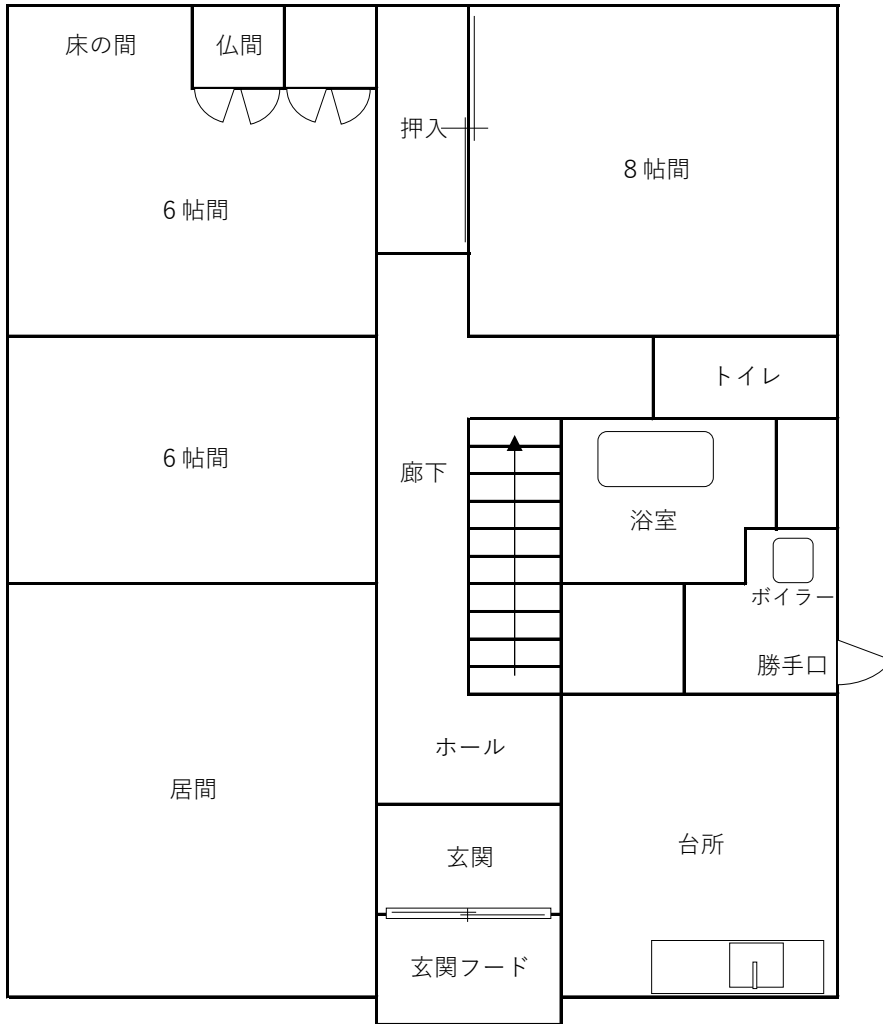 床の間
仏間
押入
8帖間
6帖間
トイレ
6帖間
廊下
浴室
ボイラー
勝手口
ホール
居間
台所
玄関
玄関フード